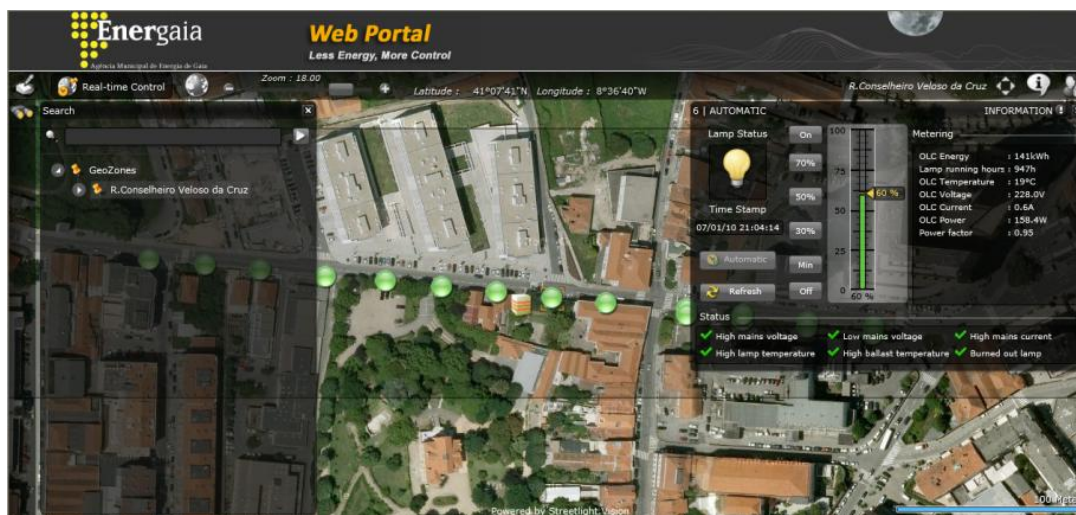 Energaia
Agência Municipal de Energia de Gaia
Web Portal
Less Energy, More Control
Real-time Control
Zoom : 18.00
Latitude : 41°07'41"N Longitude : 8°36'40"W
R.Conselheiro Veloso da Cruz
Search
GeoZones
R.Conselheiro Veloso da Cruz
6 | AUTOMATIC
INFORMATION
Lamp Status
Time Stamp
07/01/10 21:04:14
Automatic
Refresh
On
70%
50%
30%
Min
Off
100
75
60 %
50
25
0
60 %
Metering
OLC Energy : 141kWh
Lamp running hours : 947h
OLC Temperature : 19°C
OLC Voltage : 228.0V
OLC Current : 0.6A
OLC Power : 158.4W
Power factor : 0.95
Status
High mains voltage
Low mains voltage
High mains current
High lamp temperature
High ballast temperature
Burned out lamp
Powered by Streetlight.Vision
100 Mete